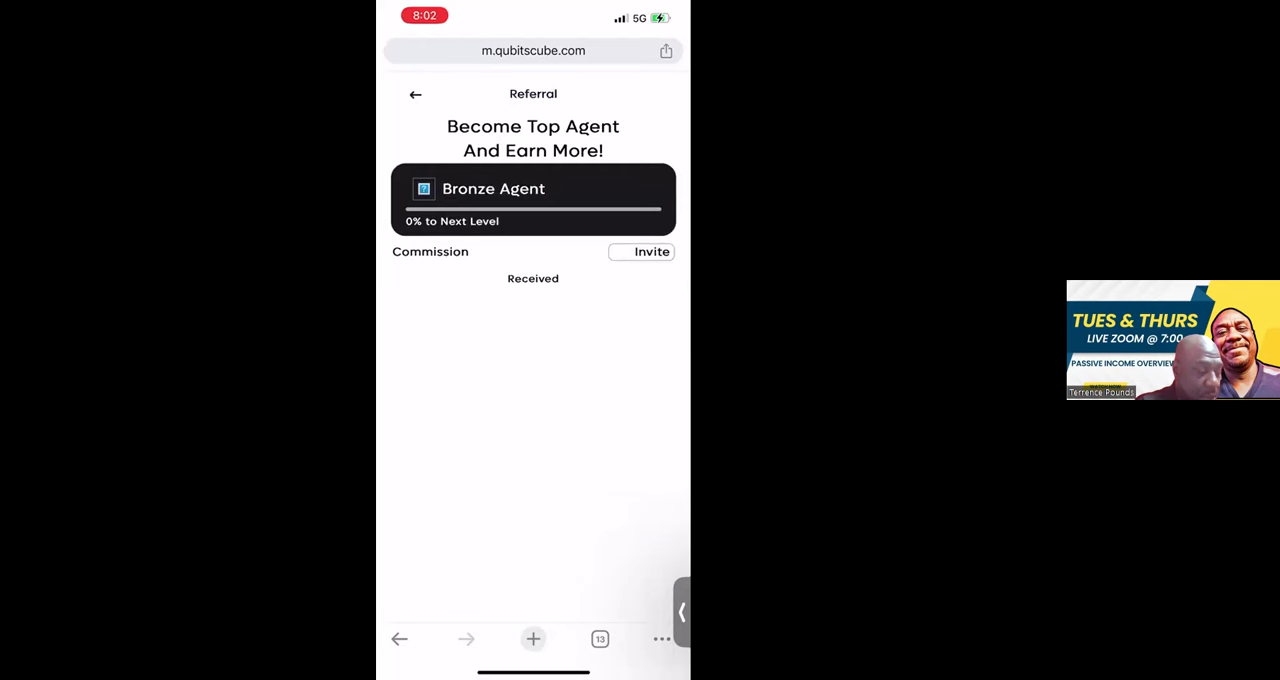 8:02
5G
m.qubitscube.com
Referral
Become Top Agent
And Earn More!
Bronze Agent
0% to Next Level
Commission
Invite
Received
13
TUES & THURS
LIVE ZOOM @ 7:00
PASSIVE INCOME OVERVIEW
Terrence Pounds